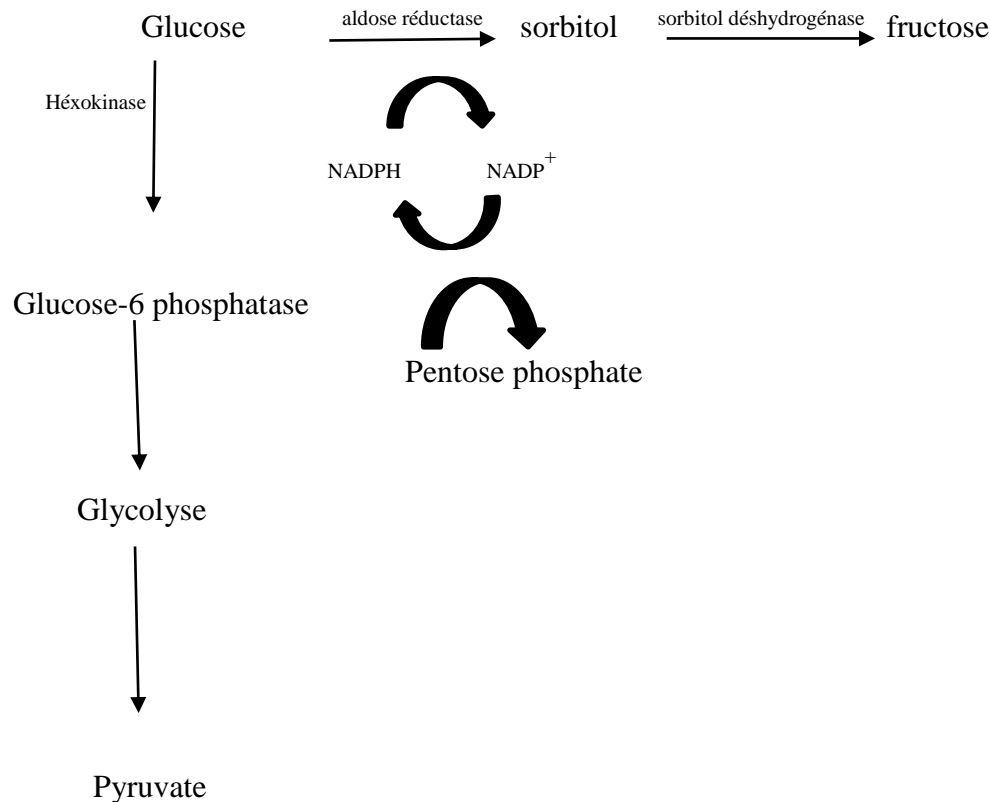 Glucose aldose réductase sorbitol sorbitol déshydrogénase fructose
Héxokinase
NADPH NADP+
Glucose-6 phosphatase
Pentose phosphate
Glycolyse
Pyruvate